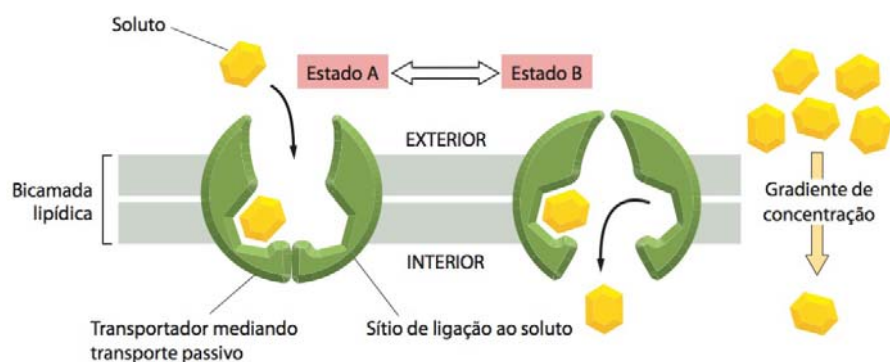 Soluto
Estado A
Estado B
EXTERIOR
Bicamada
lipídica
Gradiente de
concentração
INTERIOR
Transportador mediando
transporte passivo
Sítio de ligação ao soluto